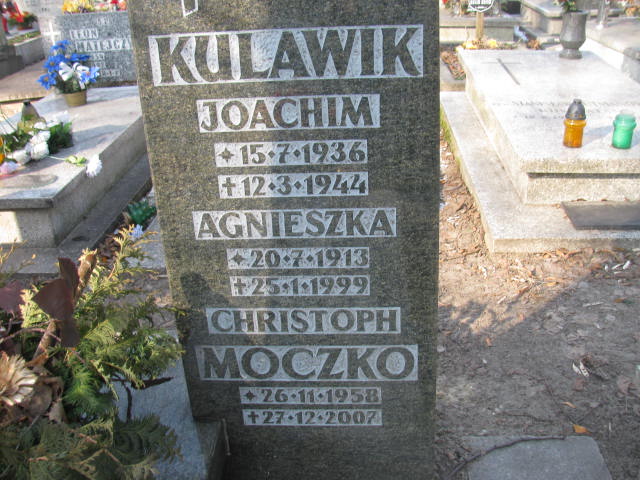 KULAWIK
JOACHIM
✦ 15·7·1936
✝ 12·3·1944
AGNIESZKA
✦ 20·7·1913
✝ 25·1·1999
CHRISTOPH
MOCZKO
✦ 26·11·1958
✝ 27·12·2007
LEON